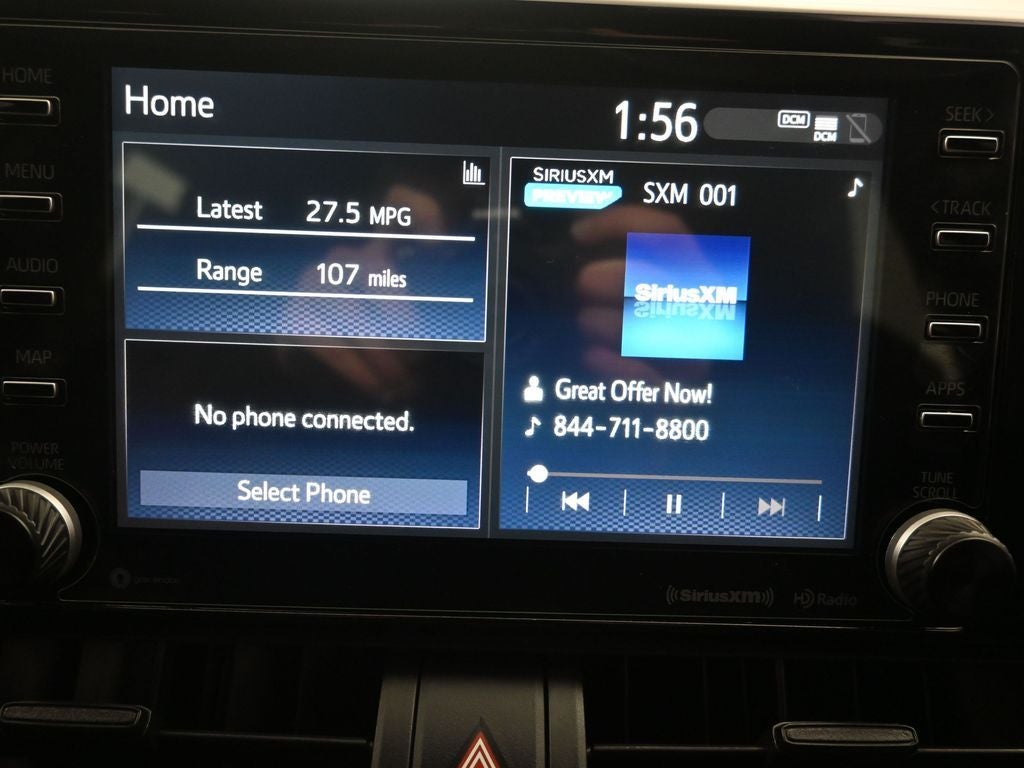 HOME
MENU
AUDIO
MAP
POWER
VOLUME
Home
1:56
DCM
DCM
Latest 27.5 MPG
Range 107 miles
No phone connected.
Select Phone
SIRIUSXM
PREVIEW
SXM 001
SiriusXM
Great Offer Now!
844-711-8800
SEEK >
< TRACK
PHONE
APPS
TUNE
SCROLL
((SiriusXM))
HD Radio